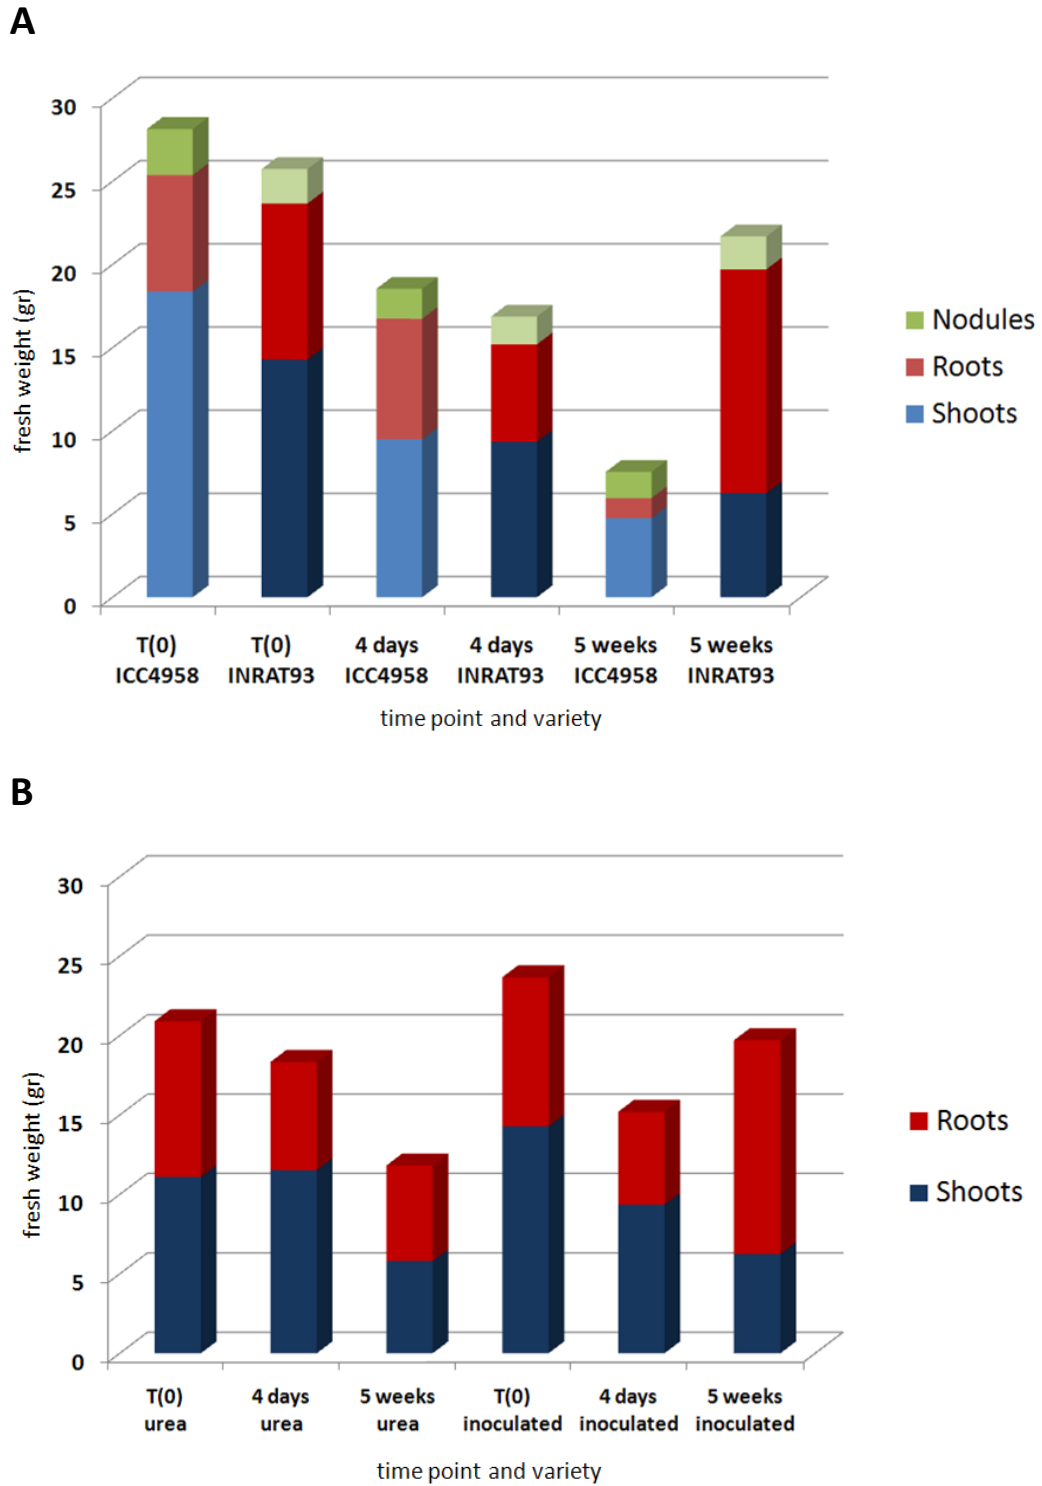 A
30
25
20
15
10
5
0
fresh weight (gr)
Nodules
Roots
Shoots
T(0) T(0) 4 days 4 days 5 weeks 5 weeks
ICC4958 INRAT93 ICC4958 INRAT93 ICC4958 INRAT93
time point and variety
B
30
25
20
15
10
5
0
fresh weight (gr)
Roots
Shoots
T(0) 4 days 5 weeks T(0) 4 days 5 weeks
urea urea urea inoculated inoculated inoculated
time point and variety